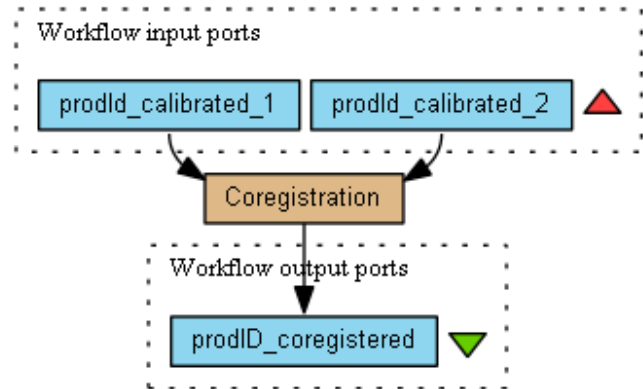 Workflow input ports
prodId_calibrated_1
prodId_calibrated_2
Coregistration
Workflow output ports
prodID_coregistered